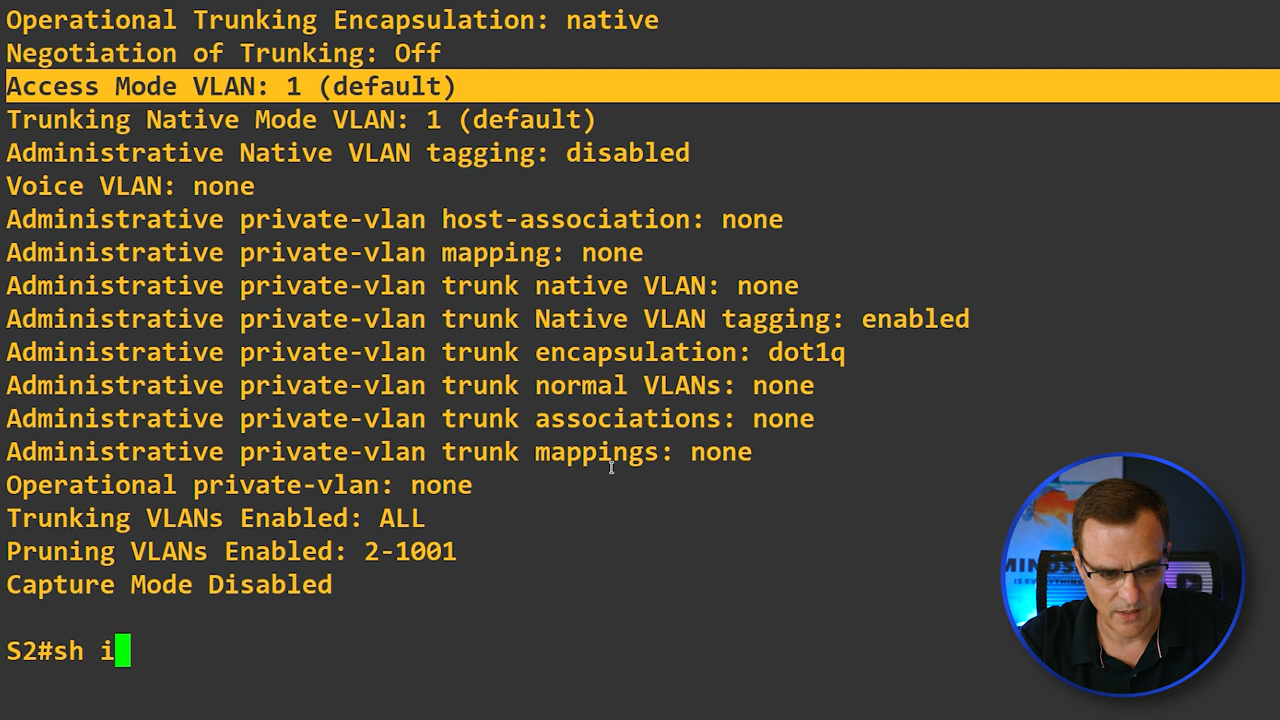 Operational Trunking Encapsulation: native
Negotiation of Trunking: Off
Access Mode VLAN: 1 (default)
Trunking Native Mode VLAN: 1 (default)
Administrative Native VLAN tagging: disabled
Voice VLAN: none
Administrative private-vlan host-association: none
Administrative private-vlan mapping: none
Administrative private-vlan trunk native VLAN: none
Administrative private-vlan trunk Native VLAN tagging: enabled
Administrative private-vlan trunk encapsulation: dot1q
Administrative private-vlan trunk normal VLANs: none
Administrative private-vlan trunk associations: none
Administrative private-vlan trunk mappings: none
Operational private-vlan: none
Trunking VLANs Enabled: ALL
Pruning VLANs Enabled: 2-1001
Capture Mode Disabled
S2#sh i